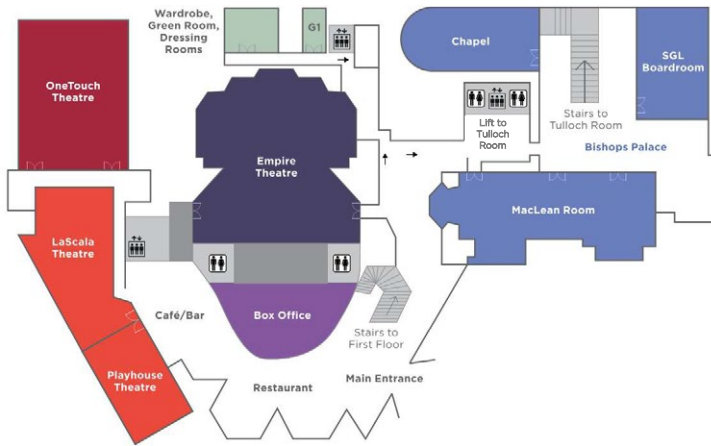 Wardrobe,
Green Room,
Dressing
Rooms
G1
Chapel
SGL
Boardroom
OneTouch
Theatre
Lift to
Tulloch
Room
Stairs to
Tulloch Room
Bishops Palace
Empire
Theatre
MacLean Room
LaScala
Theatre
Café/Bar
Box Office
Stairs to
First Floor
Playhouse
Theatre
Restaurant
Main Entrance